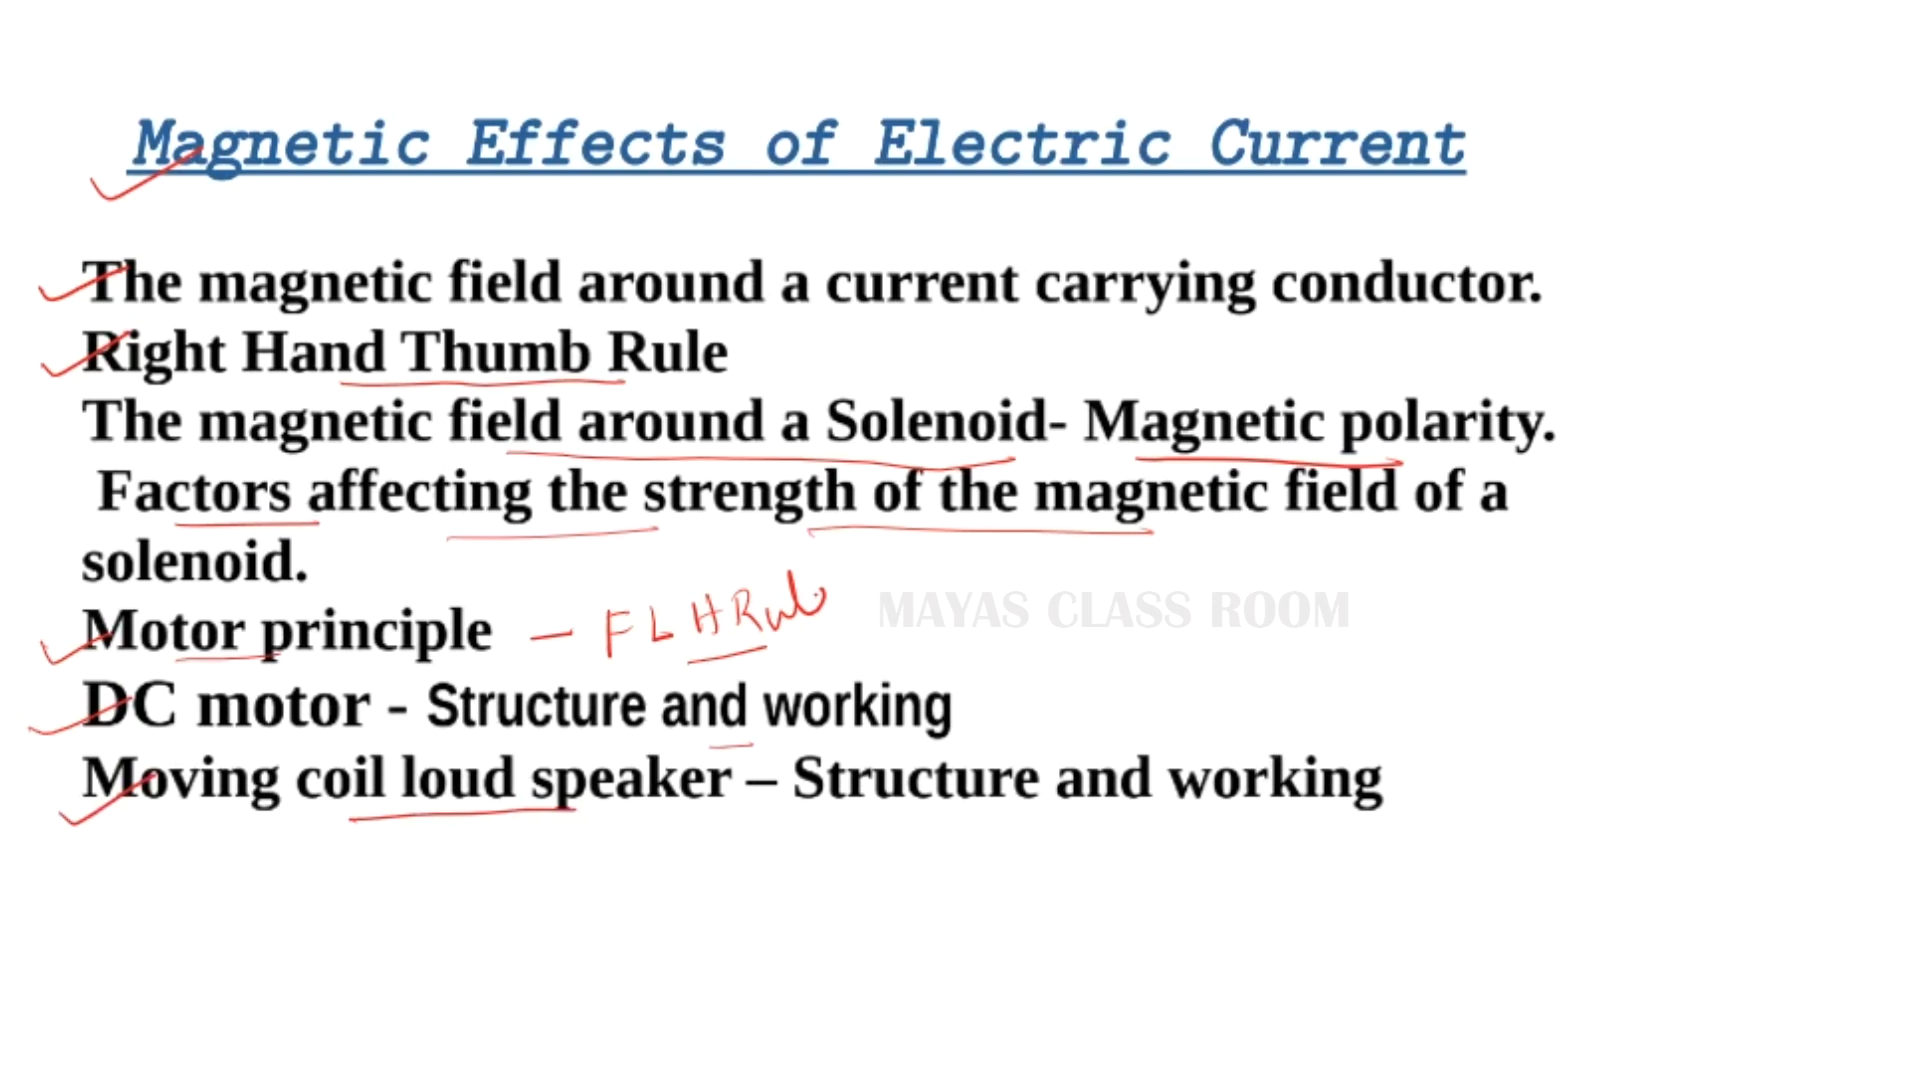 Magnetic Effects of Electric Current
The magnetic field around a current carrying conductor.
Right Hand Thumb Rule
The magnetic field around a Solenoid- Magnetic polarity.
Factors affecting the strength of the magnetic field of a
solenoid.
Motor principle – FLHRule
MAYAS CLASS ROOM
DC motor - Structure and working
Moving coil loud speaker – Structure and working